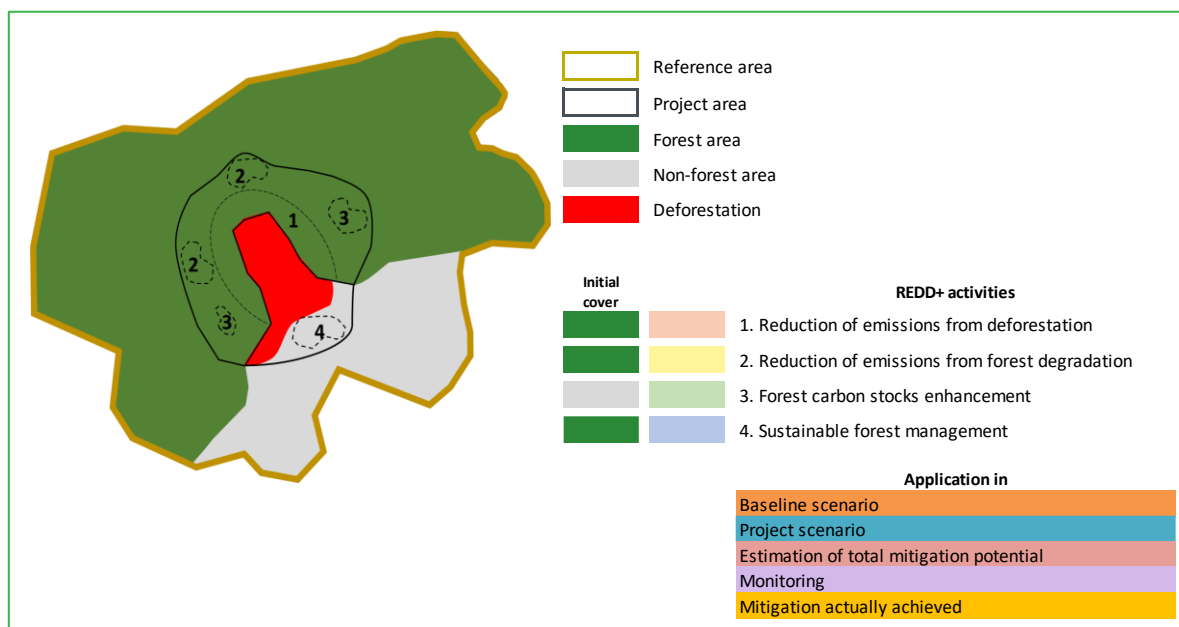 Reference area
Project area
Forest area
Non-forest area
Deforestation
2
1
3
2
3
4
Initial
cover
REDD+ activities
1. Reduction of emissions from deforestation
2. Reduction of emissions from forest degradation
3. Forest carbon stocks enhancement
4. Sustainable forest management
Application in
Baseline scenario
Project scenario
Estimation of total mitigation potential
Monitoring
Mitigation actually achieved